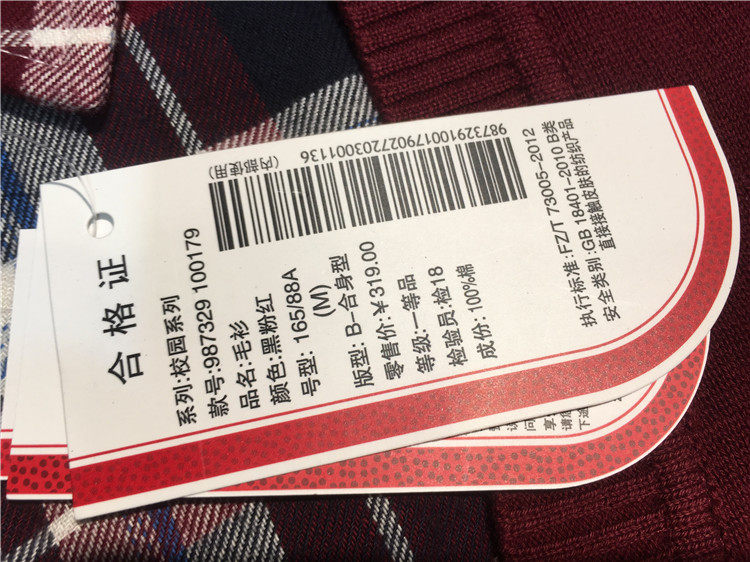 合格证
系列:校园系列
款号:987329 100179
品名:毛衫
颜色:黑粉红
号型: 165/88A
(M)
版型: B-合身型
零售价:￥319.00
等级:一等品
检验员:检18
成份: 100%棉
执行标准:FZ/T 73005-2012
安全类别:GB 18401-2010 B类
直接接触皮肤的纺织产品
987329100179027203001136
(内部使用)